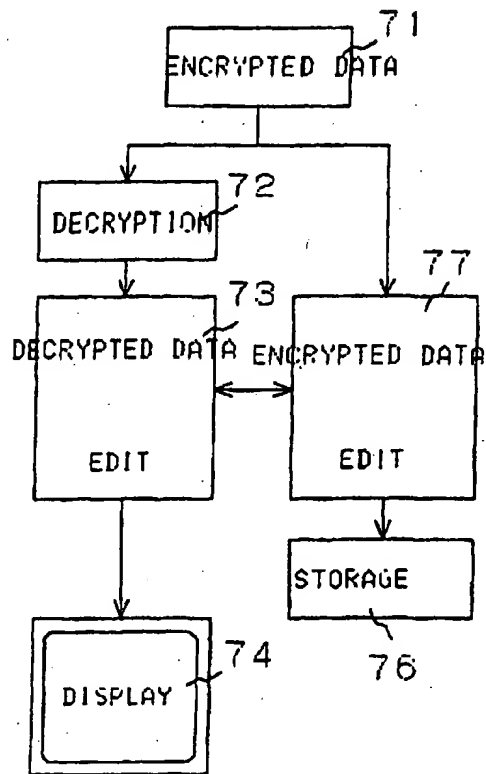 71
ENCRYPTED DATA
72
DECRYPTION
77
73
DECRYPTED DATA
ENCRYPTED DATA
EDIT
EDIT
STORAGE
76
74
DISPLAY